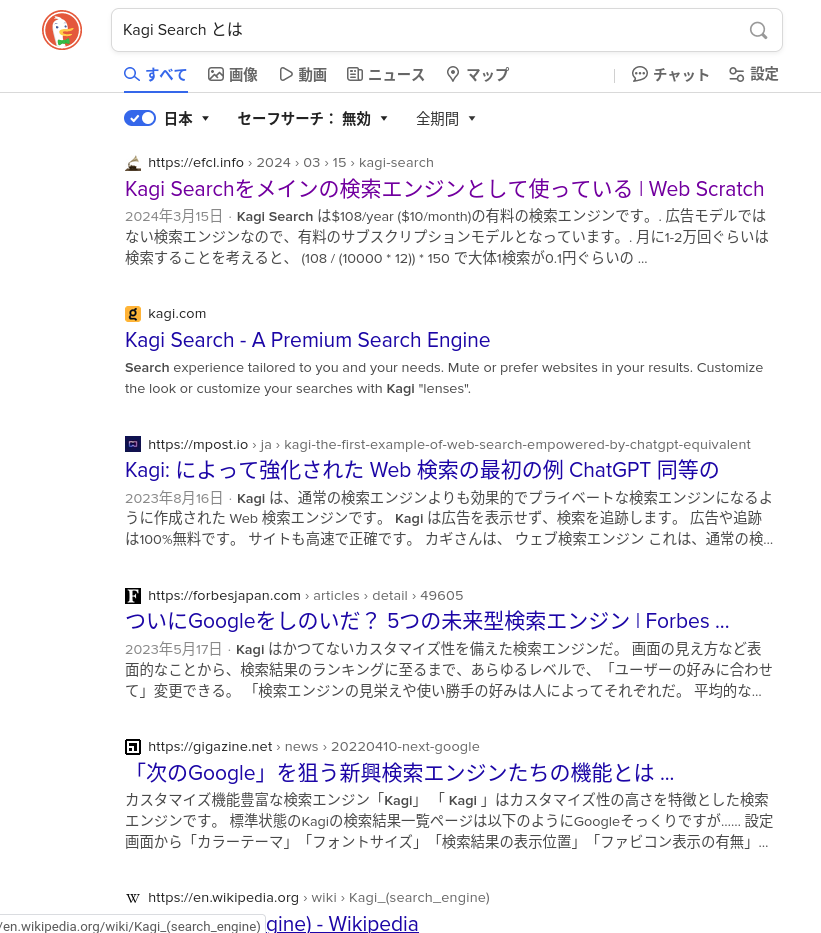 Kagi Search とは
すべて 画像 動画 ニュース マップ チャット 設定
日本 セーフサーチ： 無効 全期間
https://efcl.info › 2024 › 03 › 15 › kagi-search
Kagi Searchをメインの検索エンジンとして使っている | Web Scratch
2024年3月15日 · Kagi Search は$108/year ($10/month)の有料の検索エンジンです。. 広告モデルでは
ない検索エンジンなので、有料のサブスクリプションモデルとなっています。. 月に1-2万回ぐらいは
検索することを考えると、 (108 / (10000 * 12)) * 150 で大体1検索が0.1円ぐらいの ...
kagi.com
Kagi Search - A Premium Search Engine
Search experience tailored to you and your needs. Mute or prefer websites in your results. Customize
the look or customize your searches with Kagi "lenses".
https://mpost.io › ja › kagi-the-first-example-of-web-search-empowered-by-chatgpt-equivalent
Kagi: によって強化された Web 検索の最初の例 ChatGPT 同等の
2023年8月16日 · Kagi は、通常の検索エンジンよりも効果的でプライベートな検索エンジンになるよ
うに作成された Web 検索エンジンです。 Kagi は広告を表示せず、検索を追跡します。 広告や追跡
は100%無料です。 サイトも高速で正確です。 カギさんは、 ウェブ検索エンジン これは、通常の検...
https://forbesjapan.com › articles › detail › 49605
ついにGoogleをしのいだ？ 5つの未来型検索エンジン | Forbes ...
2023年5月17日 · Kagi はかつてないカスタマイズ性を備えた検索エンジンだ。 画面の見え方など表
面的なことから、検索結果のランキングに至るまで、あらゆるレベルで、「ユーザーの好みに合わせ
て」変更できる。 「検索エンジンの見栄えや使い勝手の好みは人によってそれぞれだ。 平均的な...
https://gigazine.net › news › 20220410-next-google
「次のGoogle」を狙う新興検索エンジンたちの機能とは ...
カスタマイズ機能豊富な検索エンジン「Kagi」 「 Kagi 」はカスタマイズ性の高さを特徴とした検索
エンジンです。 標準状態のKagiの検索結果一覧ページは以下のようにGoogleそっくりですが...... 設定
画面から「カラーテーマ」「フォントサイズ」「検索結果の表示位置」「ファビコン表示の有無」...
https://en.wikipedia.org › wiki › Kagi_(search_engine)
/en.wikipedia.org/wiki/Kagi_(search_engine) gine) - Wikipedia